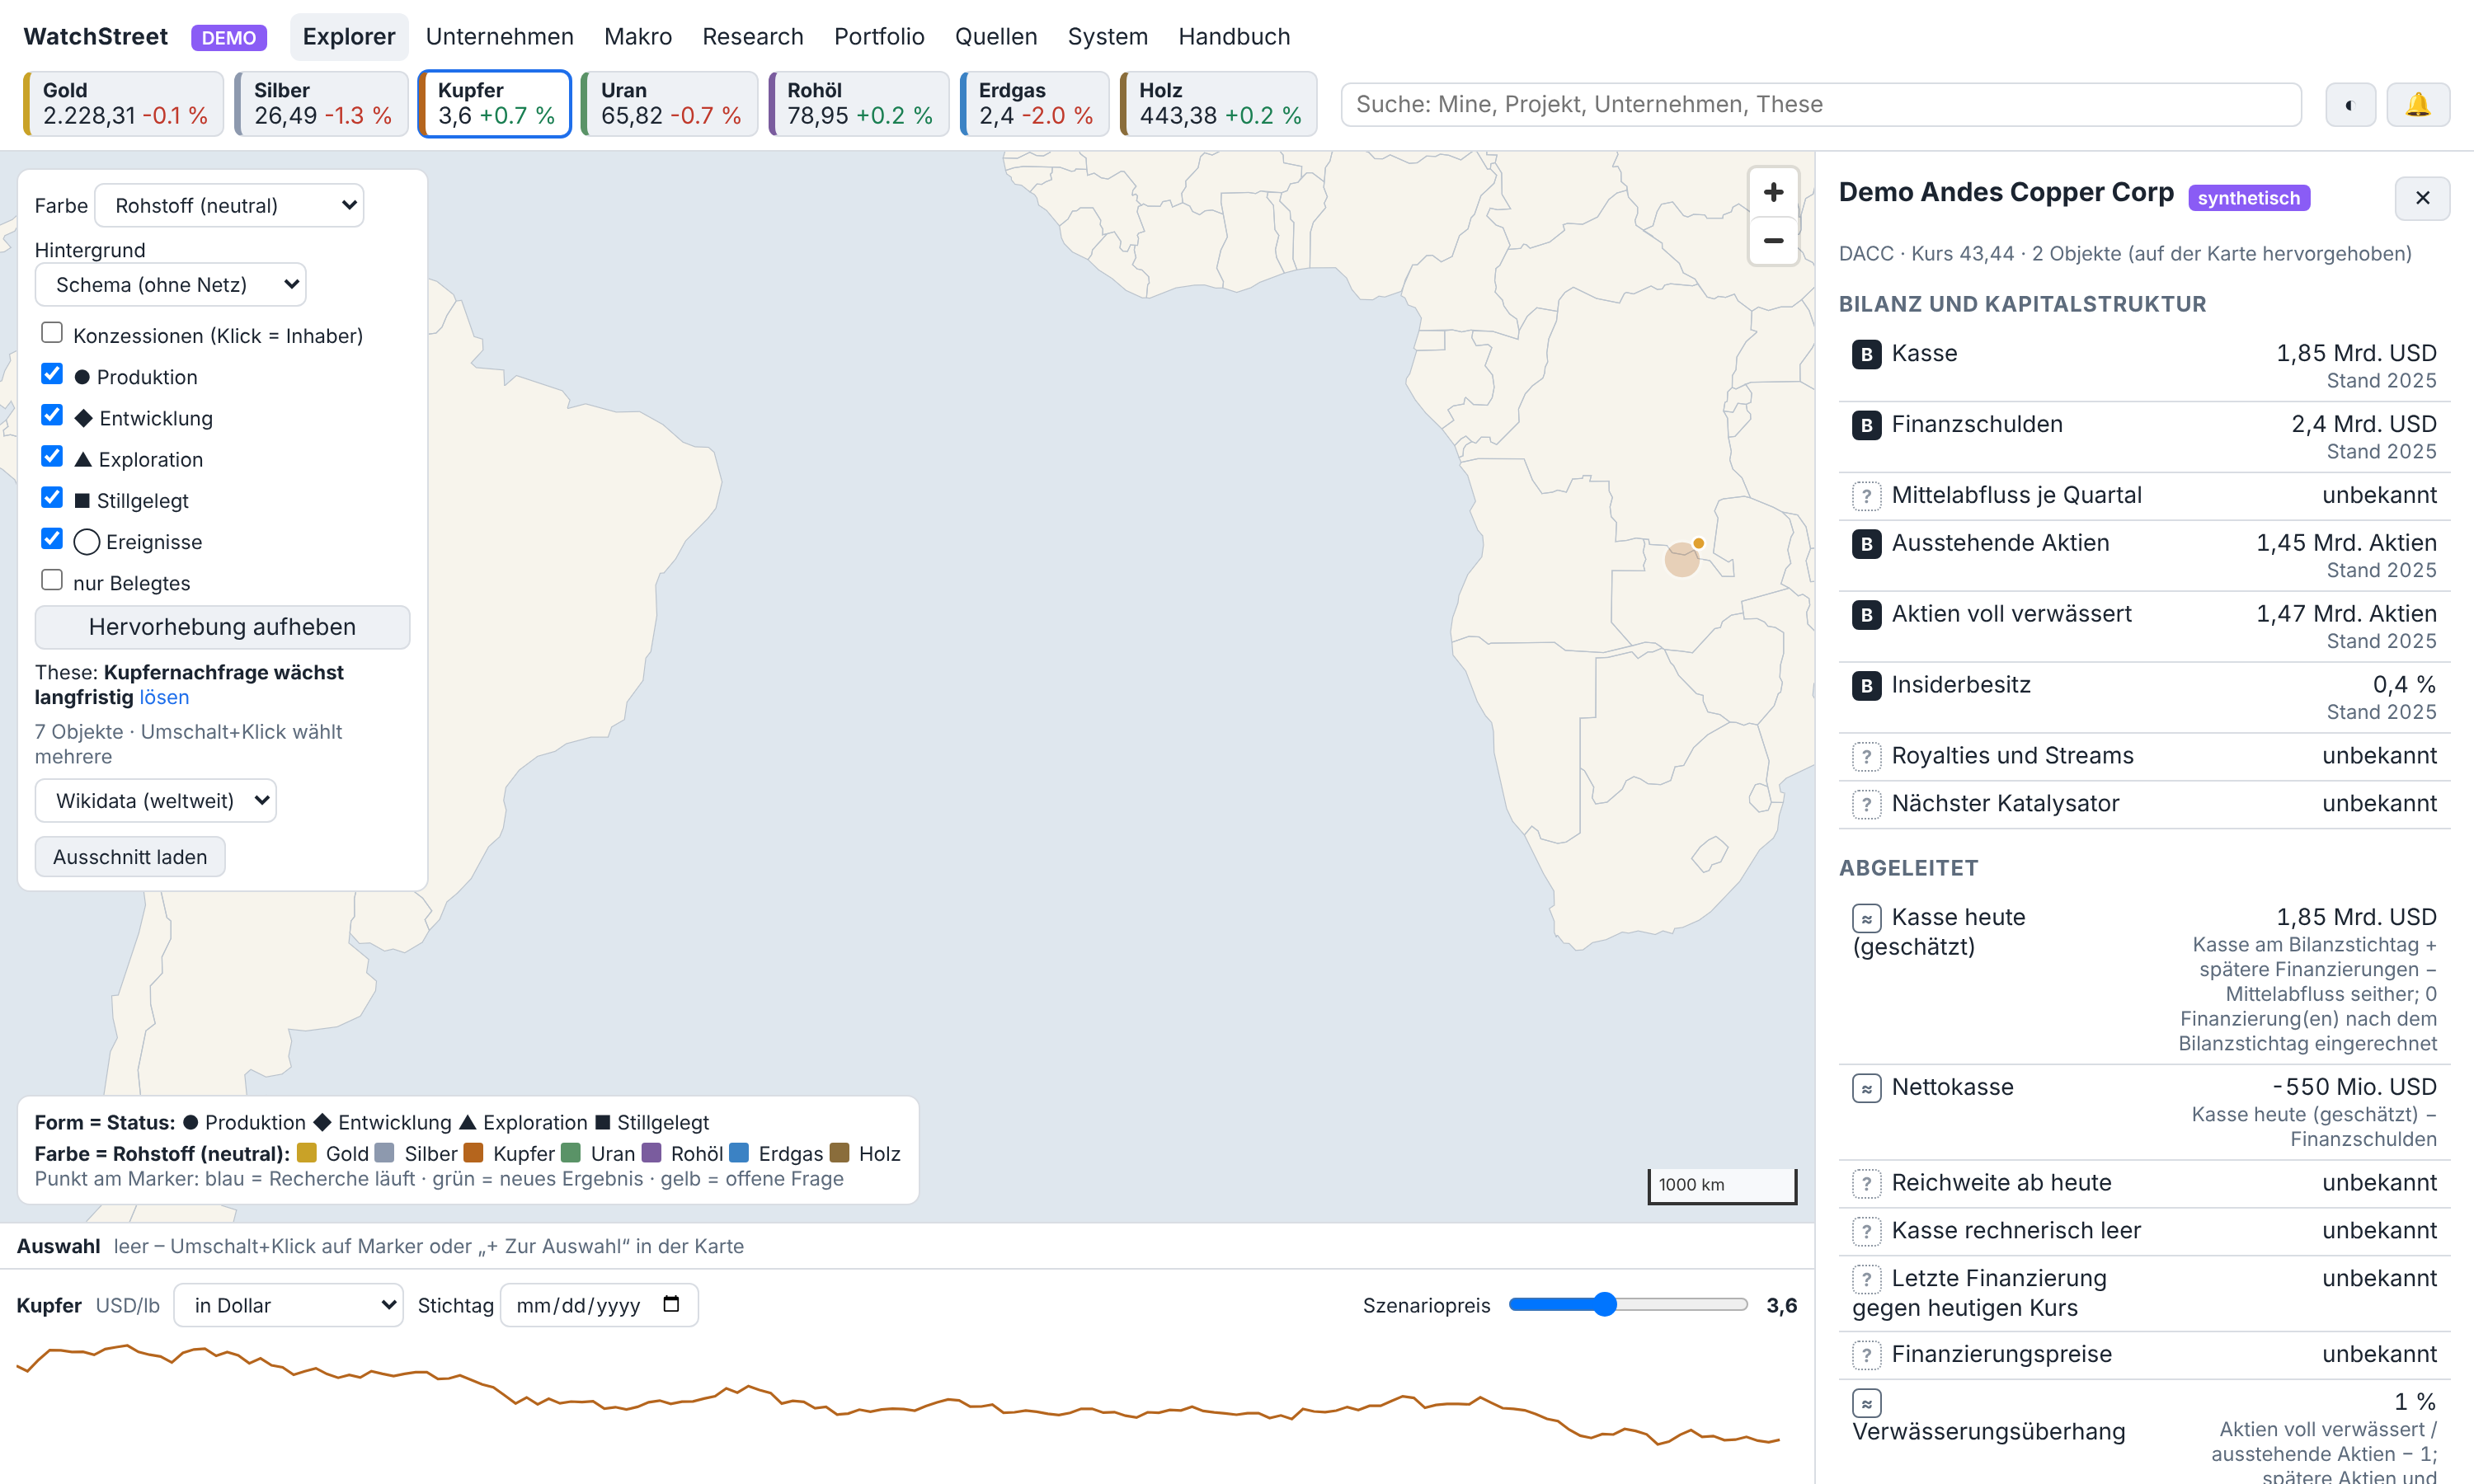 WatchStreet DEMO Explorer Unternehmen Makro Research Portfolio Quellen System Handbuch
Gold
2.228,31 -0.1 %
Silber
26,49 -1.3 %
Kupfer
3,6 +0.7 %
Uran
65,82 -0.7 %
Rohöl
78,95 +0.2 %
Erdgas
2,4 -2.0 %
Holz
443,38 +0.2 %
Suche: Mine, Projekt, Unternehmen, These
Farbe Rohstoff (neutral)
Hintergrund
Schema (ohne Netz)
Konzessionen (Klick = Inhaber)
● Produktion
◆ Entwicklung
▲ Exploration
■ Stillgelegt
◯ Ereignisse
nur Belegtes
Hervorhebung aufheben
These: Kupfernachfrage wächst
langfristig lösen
7 Objekte · Umschalt+Klick wählt
mehrere
Wikidata (weltweit)
Ausschnitt laden
+
−
Form = Status: ● Produktion ◆ Entwicklung ▲ Exploration ■ Stillgelegt
Farbe = Rohstoff (neutral): Gold Silber Kupfer Uran Rohöl Erdgas Holz
Punkt am Marker: blau = Recherche läuft · grün = neues Ergebnis · gelb = offene Frage
1000 km
Auswahl leer – Umschalt+Klick auf Marker oder „+ Zur Auswahl“ in der Karte
Kupfer USD/lb in Dollar Stichtag mm/dd/yyyy Szenariopreis 3,6
Demo Andes Copper Corp synthetisch ✕
DACC · Kurs 43,44 · 2 Objekte (auf der Karte hervorgehoben)
BILANZ UND KAPITALSTRUKTUR
B Kasse 1,85 Mrd. USD
Stand 2025
B Finanzschulden 2,4 Mrd. USD
Stand 2025
? Mittelabfluss je Quartal unbekannt
B Ausstehende Aktien 1,45 Mrd. Aktien
Stand 2025
B Aktien voll verwässert 1,47 Mrd. Aktien
Stand 2025
B Insiderbesitz 0,4 %
Stand 2025
? Royalties und Streams unbekannt
? Nächster Katalysator unbekannt
ABGELEITET
≈ Kasse heute 1,85 Mrd. USD
(geschätzt)
Kasse am Bilanzstichtag +
spätere Finanzierungen −
Mittelabfluss seither; 0
Finanzierung(en) nach dem
Bilanzstichtag eingerechnet
≈ Nettokasse -550 Mio. USD
Kasse heute (geschätzt) −
Finanzschulden
? Reichweite ab heute unbekannt
? Kasse rechnerisch leer unbekannt
? Letzte Finanzierung unbekannt
gegen heutigen Kurs
? Finanzierungspreise unbekannt
≈ 1 %
Verwässerungsüberhang
Aktien voll verwässert /
ausstehende Aktien − 1;
spätere Aktien und